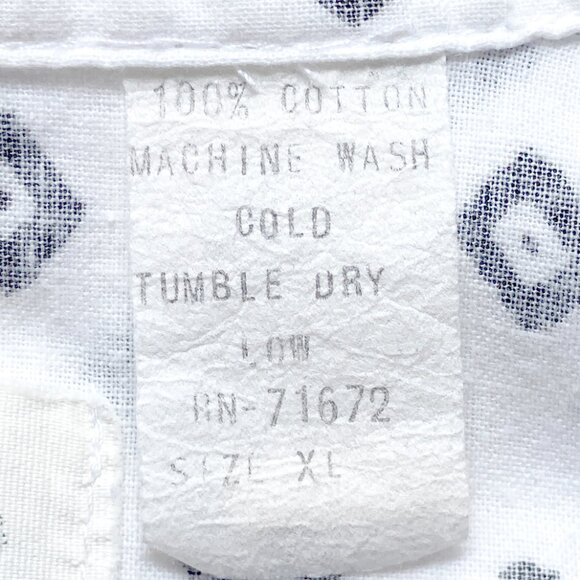 100% COTTON
MACHINE WASH
COLD
TUMBLE DRY
LOW
RN-71672
SIZE XL